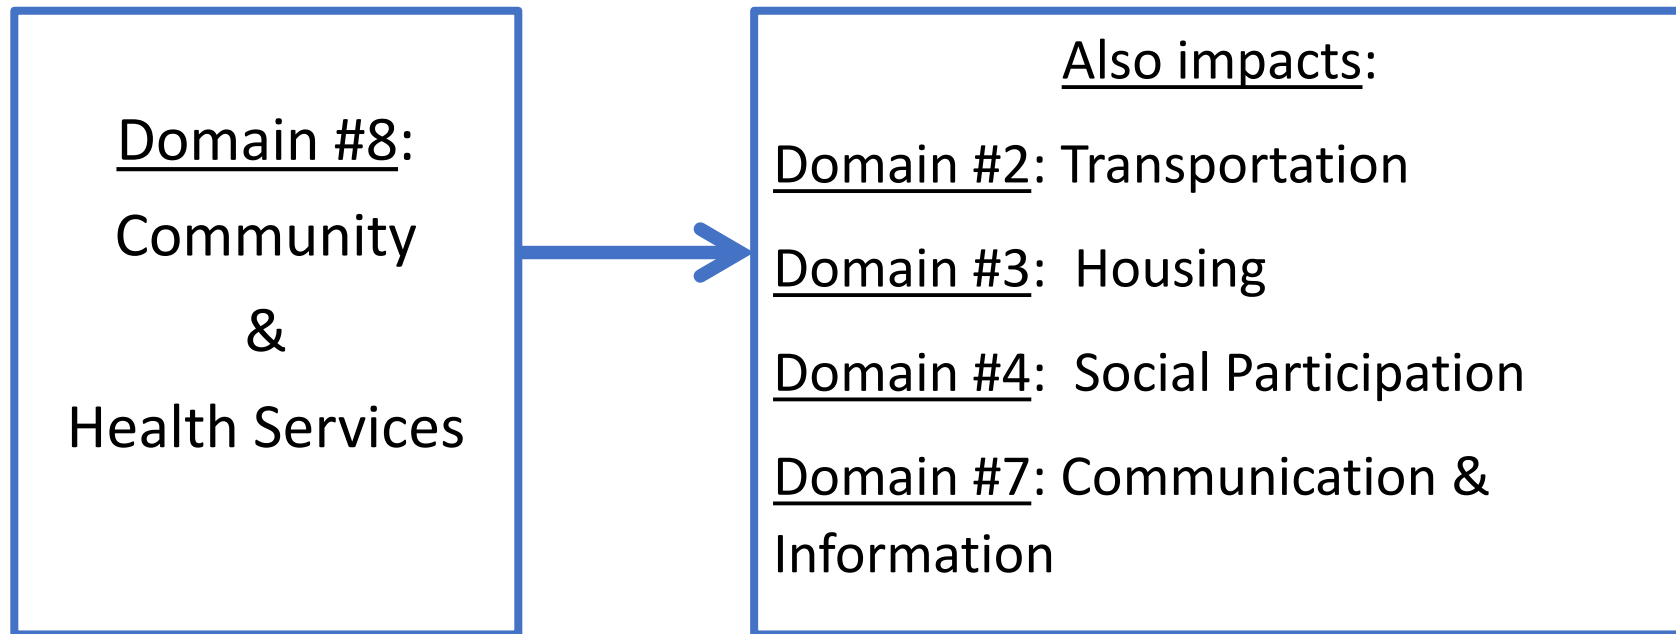 Domain #8:
Community
&
Health Services
Also impacts:
Domain #2: Transportation
Domain #3: Housing
Domain #4: Social Participation
Domain #7: Communication &
Information